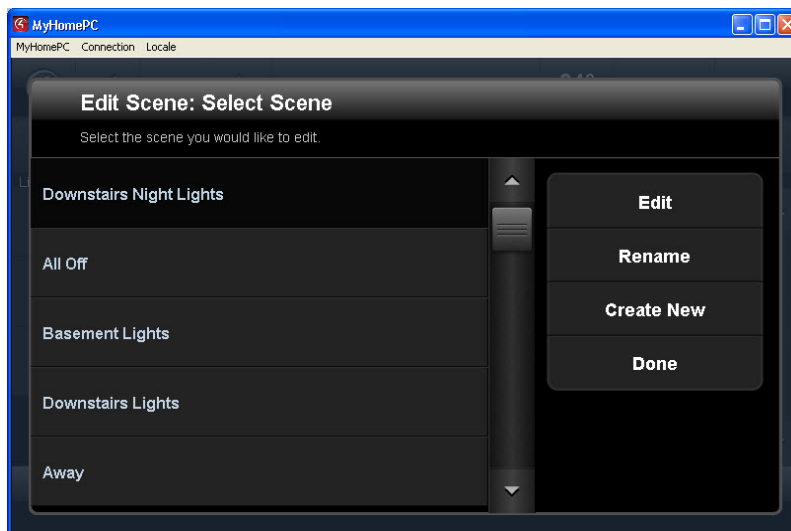 MyHomePC
MyHomePC Connection Locale
Edit Scene: Select Scene
Select the scene you would like to edit.
Downstairs Night Lights
All Off
Basement Lights
Downstairs Lights
Away
Edit
Rename
Create New
Done